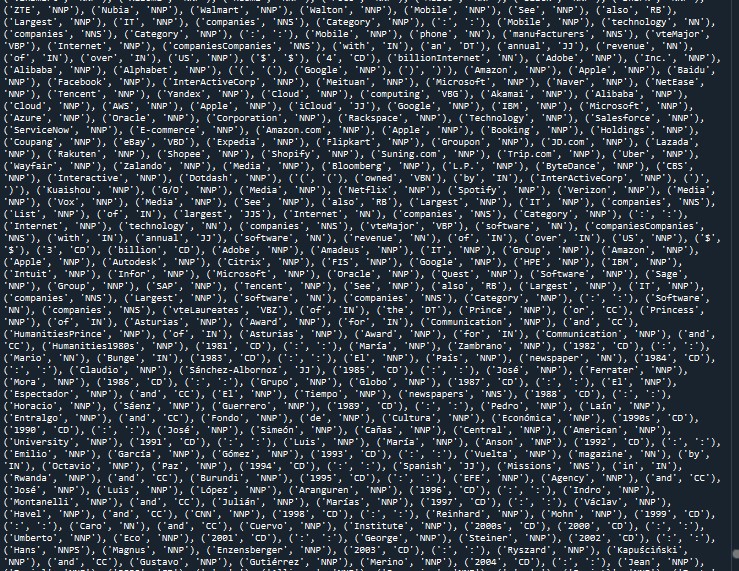 ('ZTE', 'NNP'), ('Nubia', 'NNP'), ('Walmart', 'NNP'), ('Walton', 'NNP'), ('Mobile', 'NNP'), ('See', 'NNP'), ('also', 'RB'),
('Largest', 'NNP'), ('IT', 'NNP'), ('companies', 'NNS'), ('Category', 'NNP'), (':', ':'), ('Mobile', 'NNP'), ('technology', 'NN'),
('companies', 'NNS'), ('Category', 'NNP'), (':', ':'), ('Mobile', 'NNP'), ('phone', 'NN'), ('manufacturers', 'NNS'), ('vteMajor',
'VBP'), ('Internet', 'NNP'), ('companiesCompanies', 'NNS'), ('with', 'IN'), ('an', 'DT'), ('annual', 'JJ'), ('revenue', 'NN'),
('of', 'IN'), ('over', 'IN'), ('US', 'NNP'), ('$', '$'), ('4', 'CD'), ('billionInternet', 'NN'), ('Adobe', 'NNP'), ('Inc.', 'NNP'),
('Alibaba', 'NNP'), ('Alphabet', 'NNP'), ('(', '('), ('Google', 'NNP'), (')', ')'), ('Amazon', 'NNP'), ('Apple', 'NNP'), ('Baidu',
'NNP'), ('Facebook', 'NNP'), ('InterActiveCorp', 'NNP'), ('Meituan', 'NNP'), ('Microsoft', 'NNP'), ('Naver', 'NNP'), ('NetEase',
'NNP'), ('Tencent', 'NNP'), ('Yandex', 'NNP'), ('Cloud', 'NNP'), ('computing', 'VBG'), ('Akamai', 'NNP'), ('Alibaba', 'NNP'),
('Cloud', 'NNP'), ('AWS', 'NNP'), ('Apple', 'NNP'), ('iCloud', 'JJ'), ('Google', 'NNP'), ('IBM', 'NNP'), ('Microsoft', 'NNP'),
('Azure', 'NNP'), ('Oracle', 'NNP'), ('Corporation', 'NNP'), ('Rackspace', 'NNP'), ('Technology', 'NNP'), ('Salesforce', 'NNP'),
('ServiceNow', 'NNP'), ('E-commerce', 'NNP'), ('Amazon.com', 'NNP'), ('Apple', 'NNP'), ('Booking', 'NNP'), ('Holdings', 'NNP'),
('Coupang', 'NNP'), ('eBay', 'VBD'), ('Expedia', 'NNP'), ('Flipkart', 'NNP'), ('Groupon', 'NNP'), ('JD.com', 'NNP'), ('Lazada',
'NNP'), ('Rakuten', 'NNP'), ('Shopee', 'NNP'), ('Shopify', 'NNP'), ('Suning.com', 'NNP'), ('Trip.com', 'NNP'), ('Uber', 'NNP'),
('Wayfair', 'NNP'), ('Zalando', 'NNP'), ('Media', 'NNP'), ('Bloomberg', 'NNP'), ('L.P.', 'NNP'), ('ByteDance', 'NNP'), ('CBS',
'NNP'), ('Interactive', 'NNP'), ('Dotdash', 'NNP'), ('(', '('), ('owned', 'VBN'), ('by', 'IN'), ('InterActiveCorp', 'NNP'), (')',
')'), ('Kuaishou', 'NNP'), ('G/O', 'NNP'), ('Media', 'NNP'), ('Netflix', 'NNP'), ('Spotify', 'NNP'), ('Verizon', 'NNP'), ('Media',
'NNP'), ('Vox', 'NNP'), ('Media', 'NNP'), ('See', 'NNP'), ('also', 'RB'), ('Largest', 'NNP'), ('IT', 'NNP'), ('companies', 'NNS'),
('List', 'NNP'), ('of', 'IN'), ('largest', 'JJS'), ('Internet', 'NN'), ('companies', 'NNS'), ('Category', 'NNP'), (':', ':'),
('Internet', 'NNP'), ('technology', 'NN'), ('companies', 'NNS'), ('vteMajor', 'VBP'), ('software', 'NN'), ('companiesCompanies',
'NNS'), ('with', 'IN'), ('annual', 'JJ'), ('software', 'NN'), ('revenue', 'NN'), ('of', 'IN'), ('over', 'IN'), ('US', 'NNP'), ('$',
'$'), ('3', 'CD'), ('billion', 'CD'), ('Adobe', 'NNP'), ('Amadeus', 'NNP'), ('IT', 'NNP'), ('Group', 'NNP'), ('Amazon', 'NNP'),
('Apple', 'NNP'), ('Autodesk', 'NNP'), ('Citrix', 'NNP'), ('FIS', 'NNP'), ('Google', 'NNP'), ('HPE', 'NNP'), ('IBM', 'NNP'),
('Intuit', 'NNP'), ('Infor', 'NNP'), ('Microsoft', 'NNP'), ('Oracle', 'NNP'), ('Quest', 'NNP'), ('Software', 'NNP'), ('Sage',
'NNP'), ('Group', 'NNP'), ('SAP', 'NNP'), ('Tencent', 'NNP'), ('See', 'NNP'), ('also', 'RB'), ('Largest', 'NNP'), ('IT', 'NNP'),
('companies', 'NNS'), ('Largest', 'NNP'), ('software', 'NN'), ('companies', 'NNS'), ('Category', 'NNP'), (':', ':'), ('Software',
'NN'), ('companies', 'NNS'), ('vteLaureates', 'VBZ'), ('of', 'IN'), ('the', 'DT'), ('Prince', 'NNP'), ('or', 'CC'), ('Princess',
'NNP'), ('of', 'IN'), ('Asturias', 'NNP'), ('Award', 'NNP'), ('for', 'IN'), ('Communication', 'NNP'), ('and', 'CC'),
('HumanitiesPrince', 'NNP'), ('of', 'IN'), ('Asturias', 'NNP'), ('Award', 'NNP'), ('for', 'IN'), ('Communication', 'NNP'), ('and',
'CC'), ('Humanities1980s', 'NNP'), ('1981', 'CD'), (':', ':'), ('María', 'NNP'), ('Zambrano', 'NNP'), ('1982', 'CD'), (':', ':'),
('Mario', 'NN'), ('Bunge', 'IN'), ('1983', 'CD'), (':', ':'), ('El', 'NNP'), ('País', 'NNP'), ('newspaper', 'NN'), ('1984', 'CD'),
(':', ':'), ('Claudio', 'NNP'), ('Sánchez-Albornoz', 'JJ'), ('1985', 'CD'), (':', ':'), ('José', 'NNP'), ('Ferrater', 'NNP'),
('Mora', 'NNP'), ('1986', 'CD'), (':', ':'), ('Grupo', 'NNP'), ('Globo', 'NNP'), ('1987', 'CD'), (':', ':'), ('El', 'NNP'),
('Espectador', 'NNP'), ('and', 'CC'), ('El', 'NNP'), ('Tiempo', 'NNP'), ('newspapers', 'NNS'), ('1988', 'CD'), (':', ':'),
('Horacio', 'NNP'), ('Sáenz', 'NNP'), ('Guerrero', 'NNP'), ('1989', 'CD'), (':', ':'), ('Pedro', 'NNP'), ('Laín', 'NNP'),
('Entralgo', 'NNP'), ('and', 'CC'), ('Fondo', 'NNP'), ('de', 'NNP'), ('Cultura', 'NNP'), ('Económica', 'NNP'), ('1990s', 'CD'),
('1990', 'CD'), (':', ':'), ('José', 'NNP'), ('Simeón', 'NNP'), ('Cañas', 'NNP'), ('Central', 'NNP'), ('American', 'NNP'),
('University', 'NNP'), ('1991', 'CD'), (':', ':'), ('Luis', 'NNP'), ('María', 'NNP'), ('Anson', 'NNP'), ('1992', 'CD'), (':', ':'),
('Emilio', 'NNP'), ('García', 'NNP'), ('Gómez', 'NNP'), ('1993', 'CD'), (':', ':'), ('Vuelta', 'NNP'), ('magazine', 'NN'), ('by',
'IN'), ('Octavio', 'NNP'), ('Paz', 'NNP'), ('1994', 'CD'), (':', ':'), ('Spanish', 'JJ'), ('Missions', 'NNS'), ('in', 'IN'),
('Rwanda', 'NNP'), ('and', 'CC'), ('Burundi', 'NNP'), ('1995', 'CD'), (':', ':'), ('EFE', 'NNP'), ('Agency', 'NNP'), ('and', 'CC'),
('José', 'NNP'), ('Luis', 'NNP'), ('López', 'NNP'), ('Aranguren', 'NNP'), ('1996', 'CD'), (':', ':'), ('Indro', 'NNP'),
('Montanelli', 'NNP'), ('and', 'CC'), ('Julián', 'NNP'), ('Marías', 'NNP'), ('1997', 'CD'), (':', ':'), ('Václav', 'NNP'),
('Havel', 'NNP'), ('and', 'CC'), ('CNN', 'NNP'), ('1998', 'CD'), (':', ':'), ('Reinhard', 'NNP'), ('Mohn', 'NNP'), ('1999', 'CD'),
(':', ':'), ('Caro', 'NN'), ('and', 'CC'), ('Cuervo', 'NNP'), ('Institute', 'NNP'), ('2000s', 'CD'), ('2000', 'CD'), (':', ':'),
('Umberto', 'NNP'), ('Eco', 'NNP'), ('2001', 'CD'), (':', ':'), ('George', 'NNP'), ('Steiner', 'NNP'), ('2002', 'CD'), (':', ':'),
('Hans', 'NNPS'), ('Magnus', 'NNP'), ('Enzensberger', 'NNP'), ('2003', 'CD'), (':', ':'), ('Ryszard', 'NNP'), ('Kapuściński',
'NNP'), ('and', 'CC'), ('Gustavo', 'NNP'), ('Gutiérrez', 'NNP'), ('Merino', 'NNP'), ('2004', 'CD'), (':', ':'), ('Jean', 'NNP'),